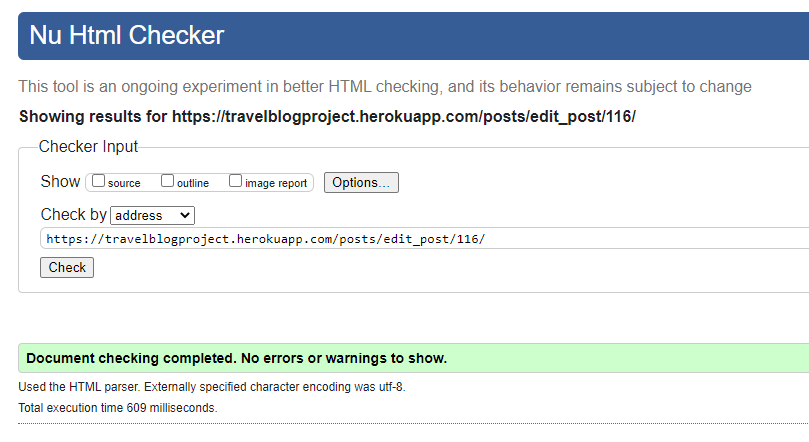 Nu Html Checker
This tool is an ongoing experiment in better HTML checking, and its behavior remains subject to change
Showing results for https://travelblogproject.herokuapp.com/posts/edit_post/116/
Checker Input
Show source outline image report Options...
Check by address
https://travelblogproject.herokuapp.com/posts/edit_post/116/
Check
Document checking completed. No errors or warnings to show.
Used the HTML parser. Externally specified character encoding was utf-8.
Total execution time 609 milliseconds.